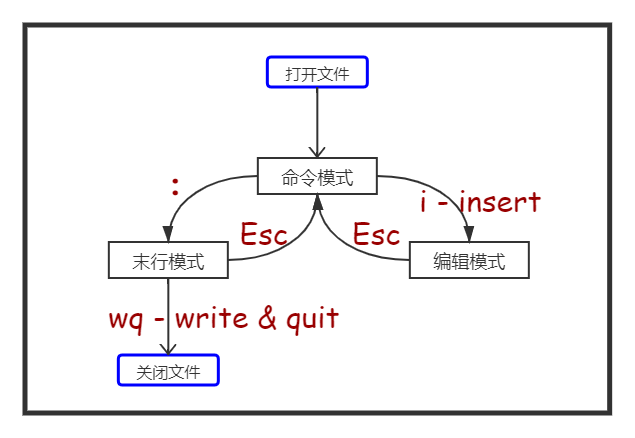 打开文件
命令模式
:
i - insert
Esc
Esc
末行模式
编辑模式
wq - write & quit
关闭文件